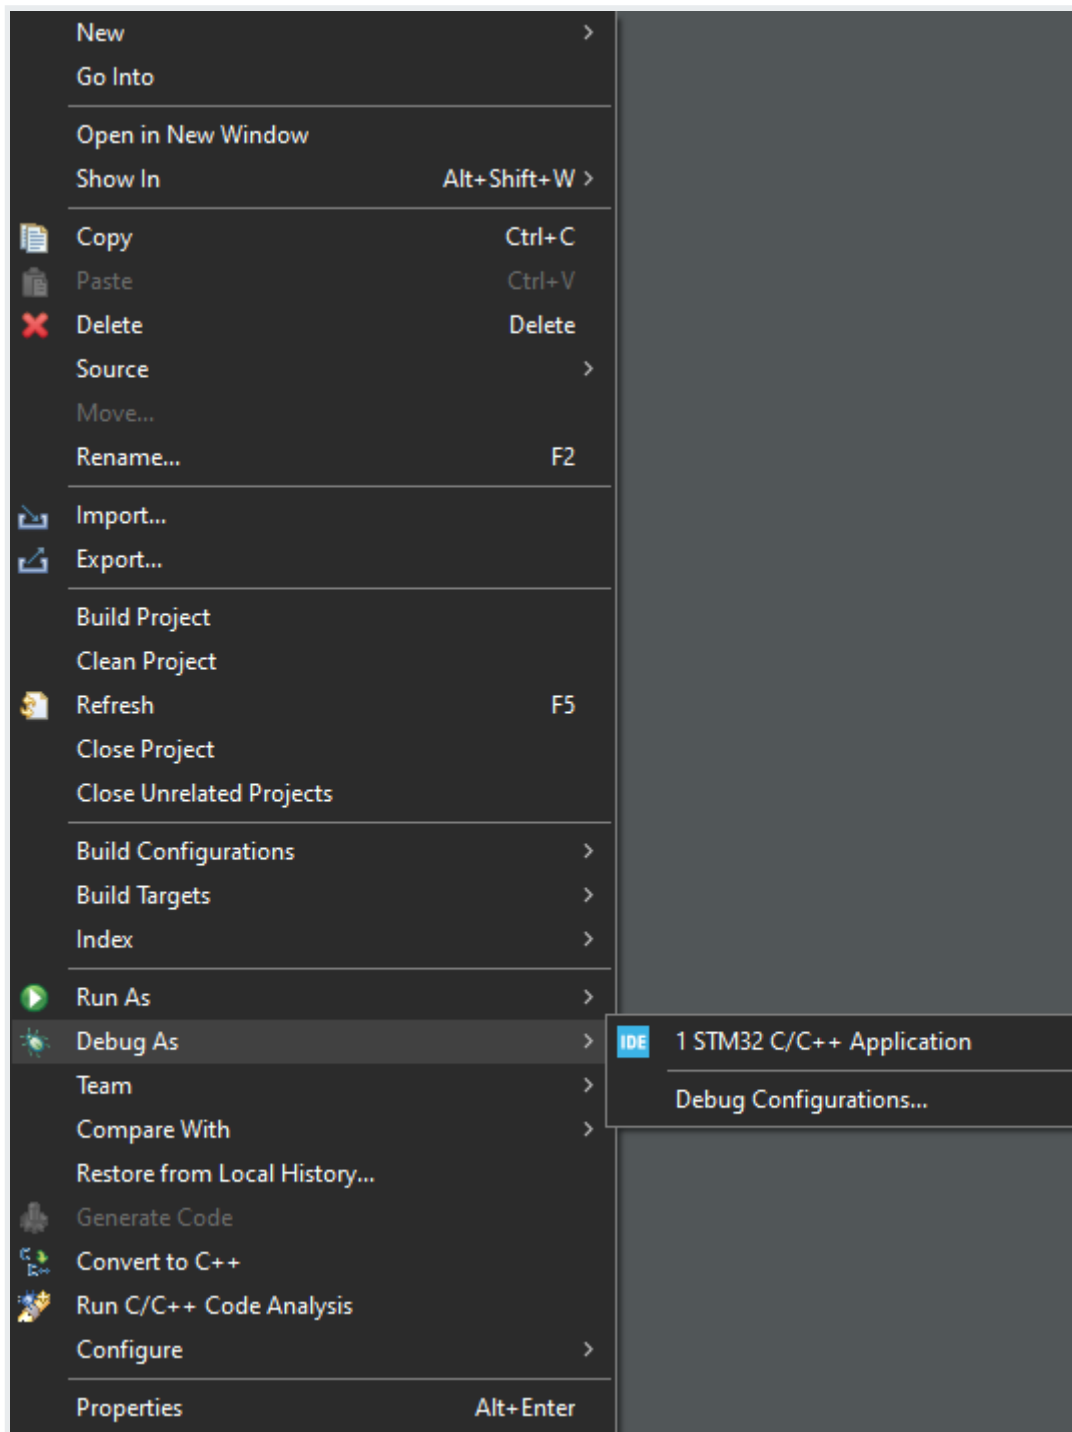 New
Go Into
Open in New Window
Show In Alt+Shift+W
Copy Ctrl+C
Paste Ctrl+V
Delete Delete
Source
Move...
Rename... F2
Import...
Export...
Build Project
Clean Project
Refresh F5
Close Project
Close Unrelated Projects
Build Configurations
Build Targets
Index
Run As
Debug As
IDE 1 STM32 C/C++ Application
Team
Debug Configurations...
Compare With
Restore from Local History...
Generate Code
Convert to C++
Run C/C++ Code Analysis
Configure
Properties Alt+Enter